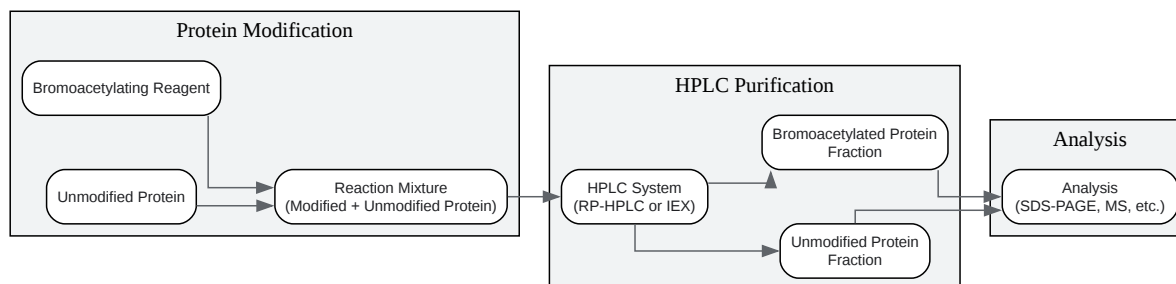 Protein Modification
Bromoacetylating Reagent
Unmodified Protein
Reaction Mixture
(Modified + Unmodified Protein)
HPLC Purification
HPLC System
(RP-HPLC or IEX)
Bromoacetylated Protein
Fraction
Unmodified Protein
Fraction
Analysis
Analysis
(SDS-PAGE, MS, etc.)